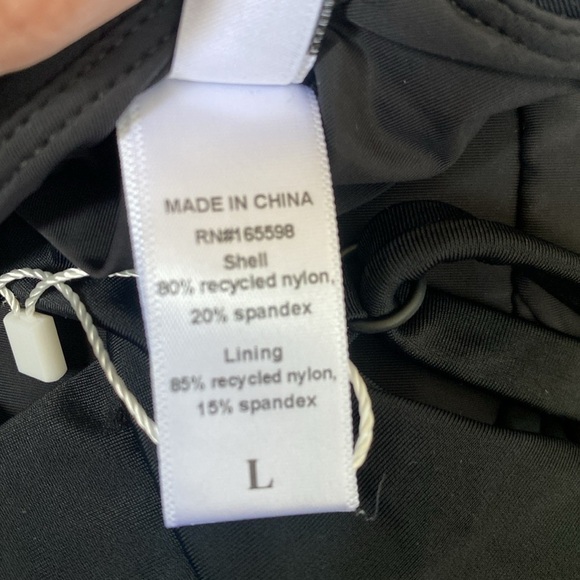 MADE IN CHINA
RN#165598
Shell
80% recycled nylon,
20% spandex
Lining
85% recycled nylon,
15% spandex
L